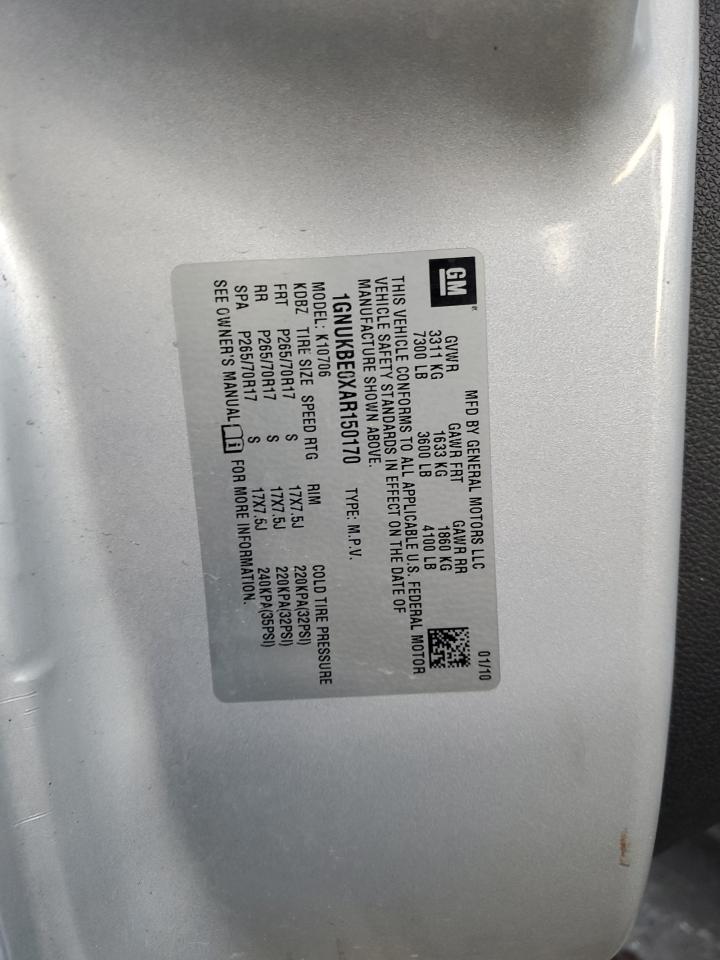 GM
MFD BY GENERAL MOTORS LLC 01/10
GVWR GAWR FRT GAWR RR
3311 KG 1633 KG 1860 KG
7300 LB 3600 LB 4100 LB
THIS VEHICLE CONFORMS TO ALL APPLICABLE U.S. FEDERAL MOTOR
VEHICLE SAFETY STANDARDS IN EFFECT ON THE DATE OF
MANUFACTURE SHOWN ABOVE.
1GNUKBE0XAR150170 TYPE: M.P.V.
MODEL: K10706
KDBZ TIRE SIZE SPEED RTG RIM COLD TIRE PRESSURE
FRT P265/70R17 S 17X7.5J 220KPA(32PSI)
RR P265/70R17 S 17X7.5J 220KPA(32PSI)
SPA P265/70R17 S 17X7.5J 240KPA(35PSI)
SEE OWNER'S MANUAL FOR MORE INFORMATION.